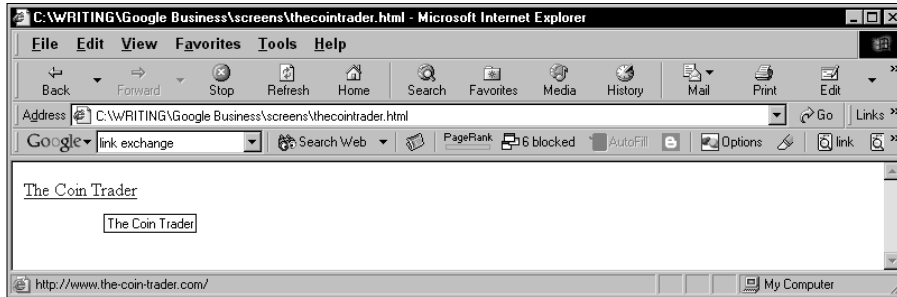 C:\WRITING\Google Business\screens\thecointrader.html - Microsoft Internet Explorer
File Edit View Favorites Tools Help
Back Forward Stop Refresh Home Search Favorites Media History Mail Print Edit »
Address C:\WRITING\Google Business\screens\thecointrader.html Go Links »
Google link exchange Search Web PageRank 6 blocked AutoFill Options link »
The Coin Trader
The Coin Trader
http://www.the-coin-trader.com/ My Computer